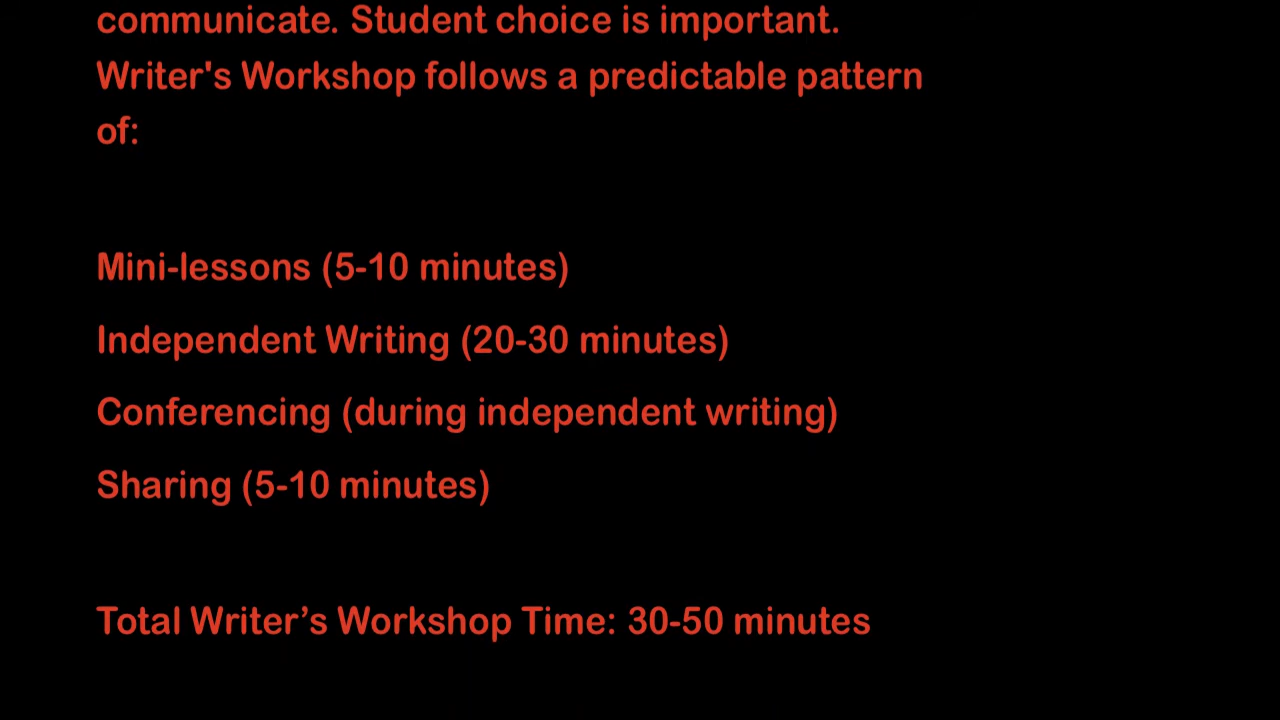 communicate. Student choice is important.
Writer's Workshop follows a predictable pattern
of:
Mini-lessons (5-10 minutes)
Independent Writing (20-30 minutes)
Conferencing (during independent writing)
Sharing (5-10 minutes)
Total Writer’s Workshop Time: 30-50 minutes